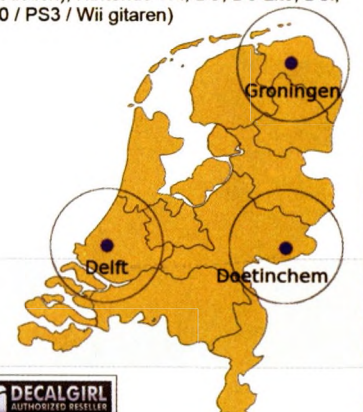 0 / PS3 / Wii gitaren)
Groningen
Delft
Doetinchem
DECALGIRL
AUTHORIZED RESELLER